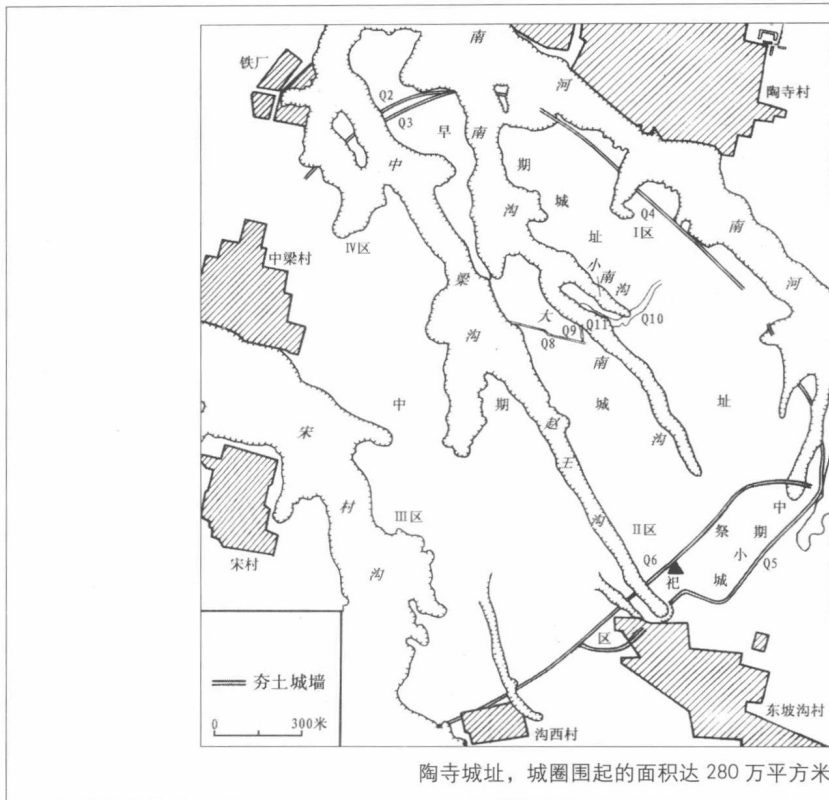 南
铁厂
河
陶寺村
Q2
Q3
早
南
中
期
城
Q4
I区
南
沟
址
IV区
小
南
沟
河
中梁村
梁
大
Q9
Q11
Q10
沟
Q8
南
中
期
城
址
赵
沟
宋
王
村
III区
沟
II区
中
祭
期
宋村
Q6
小
Q5
沟
祀
城
区
夯土城墙
0 300米
东坡沟村
沟西村
陶寺城址，城圈围起的面积达 280 万平方米